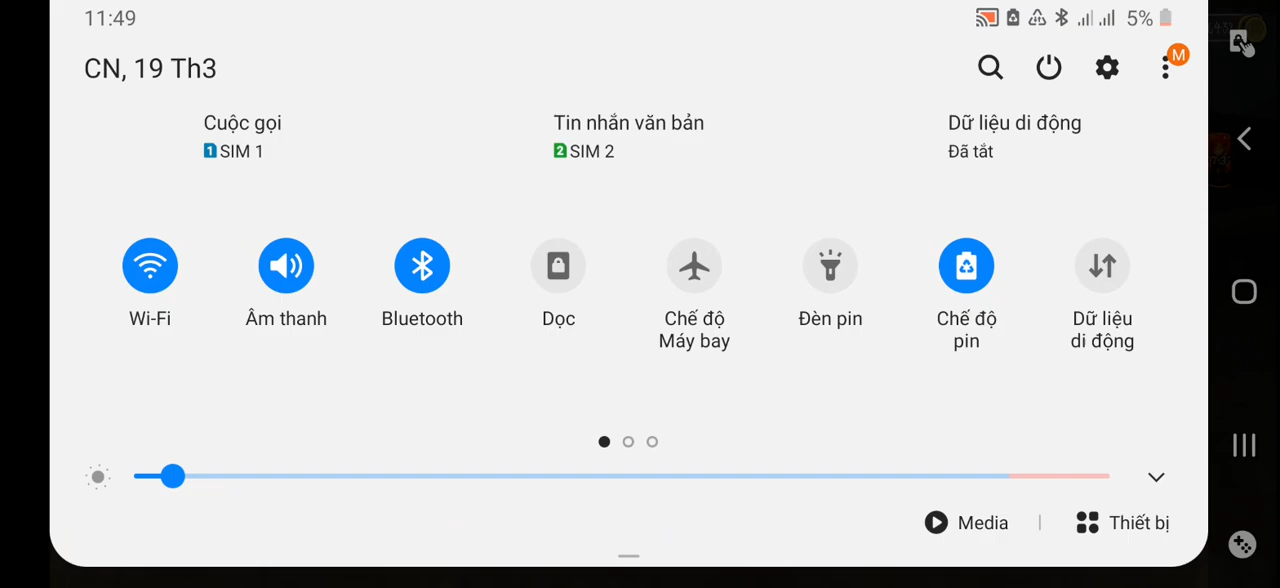 11:49
5%
CN, 19 Th3
M
Cuộc gọi
Tin nhắn văn bản
Dữ liệu di động
1 SIM 1
2 SIM 2
Đã tắt
Wi-Fi
Âm thanh
Bluetooth
Dọc
Chế độ
Máy bay
Đèn pin
Chế độ
pin
Dữ liệu
di động
Media
Thiết bị